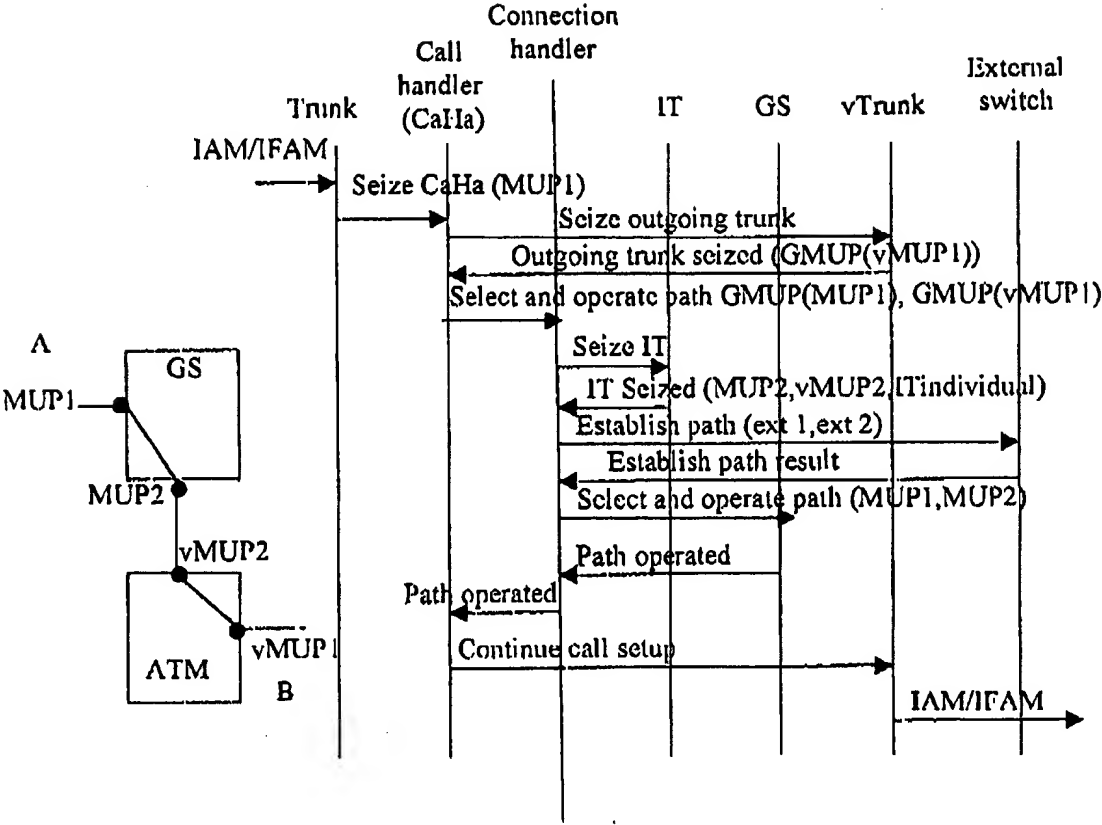 Connection
handler
Call
handler
(CaHa)
External
switch
Trunk
IT
GS
vTrunk
IAM/IFAM
Seize CaHa (MUP1)
Seize outgoing trunk
Outgoing trunk seized (GMUP(vMUP1))
Select and operate path GMUP(MUP1), GMUP(vMUP1)
Seize IT
IT Seized (MUP2,vMUP2,ITindividual)
Establish path (ext 1,ext 2)
Establish path result
Select and operate path (MUP1,MUP2)
Path operated
Path operated
Continue call setup
IAM/IFAM
A
GS
MUP1
MUP2
vMUP2
vMUP1
ATM
B